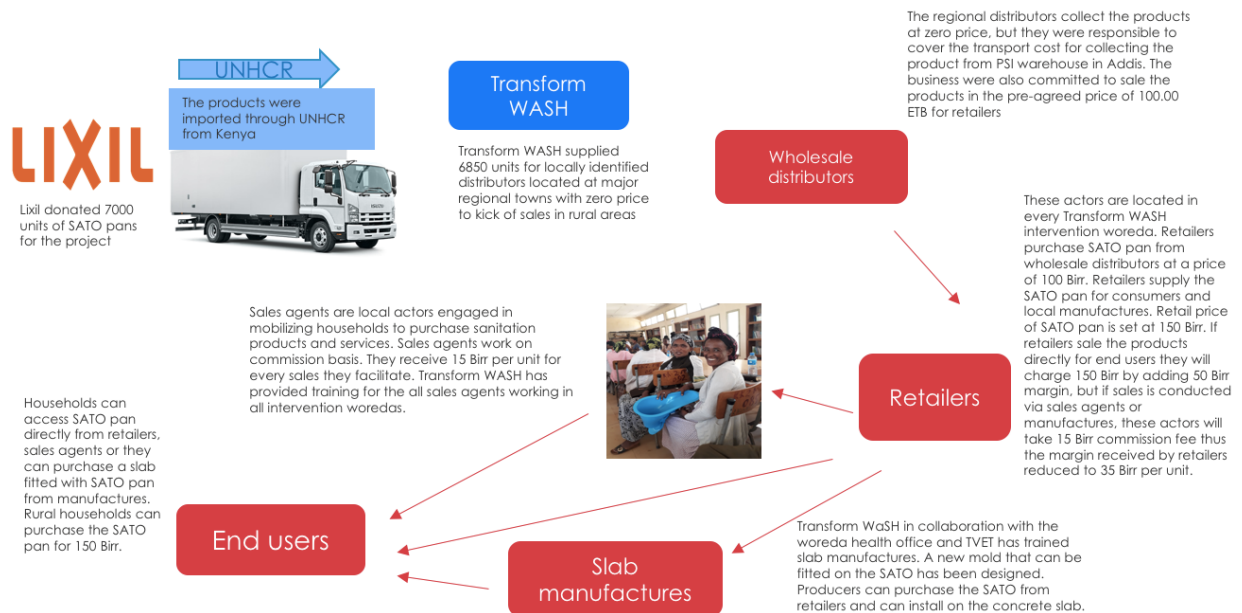 UNHCR
The products were
imported through UNHCR
from Kenya
LIXIL
Lixil donated 7000
units of SATO pans
for the project
Transform
WASH
Transform WASH supplied
6850 units for locally identified
distributors located at major
regional towns with zero price
to kick of sales in rural areas
The regional distributors collect the products
at zero price, but they were responsible to
cover the transport cost for collecting the
product from PSI warehouse in Addis. The
business were also committed to sale the
products in the pre-agreed price of 100.00
ETB for retailers
Wholesale
distributors
These actors are located in
every Transform WASH
intervention woreda. Retailers
purchase SATO pan from
wholesale distributors at a price
of 100 Birr. Retailers supply the
SATO pan for consumers and
local manufactures. Retail price
of SATO pan is set at 150 Birr. If
retailers sale the products
directly for end users they will
charge 150 Birr by adding 50 Birr
margin, but if sales is conducted
via sales agents or
manufactures, these actors will
take 15 Birr commission fee thus
the margin received by retailers
reduced to 35 Birr per unit.
Retailers
Sales agents are local actors engaged in
mobilizing households to purchase sanitation
products and services. Sales agents work on
commission basis. They receive 15 Birr per unit for
every sales they facilitate. Transform WASH has
provided training for the all sales agents working in
all intervention woredas.
Households can
access SATO pan
directly from retailers,
sales agents or they
can purchase a slab
fitted with SATO pan
from manufactures.
Rural households can
purchase the SATO
pan for 150 Birr.
End users
Slab
manufactures
Transform WaSH in collaboration with the
woreda health office and TVET has trained
slab manufactures. A new mold that can be
fitted on the SATO has been designed.
Producers can purchase the SATO from
retailers and can install on the concrete slab.